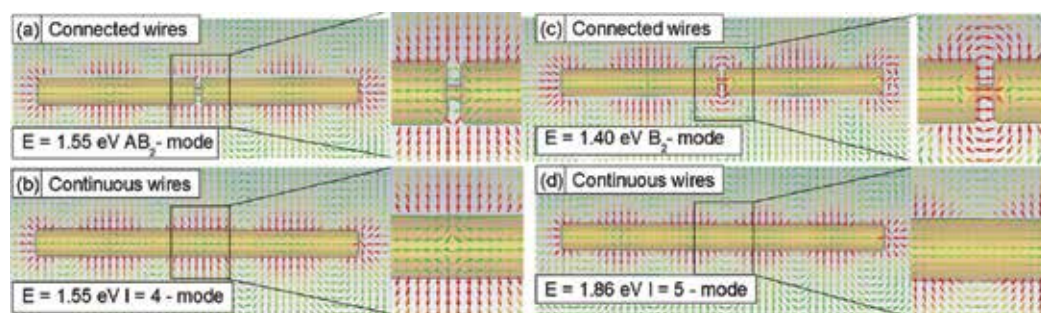 (a) Connected wires
E = 1.55 eV AB₂- mode
(b) Continuous wires
E = 1.55 eV l = 4 - mode
(c) Connected wires
E = 1.40 eV B₂- mode
(d) Continuous wires
E = 1.86 eV l = 5 - mode